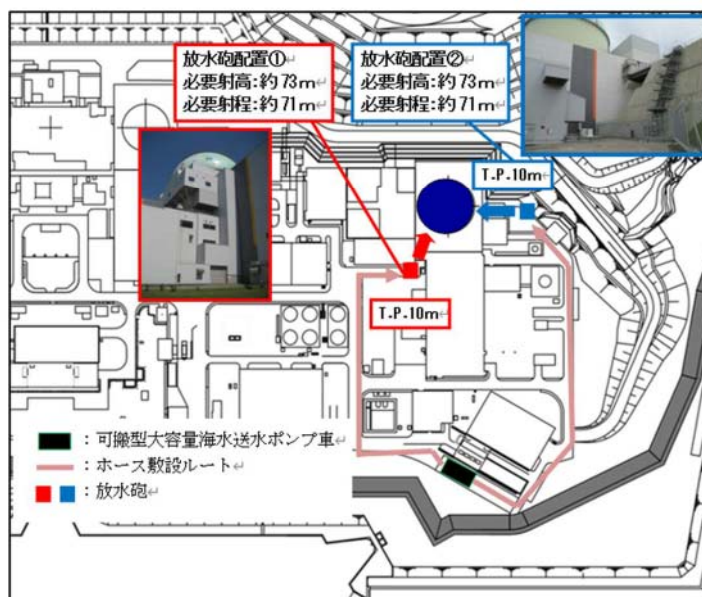 放水砲配置①
必要射高:約73m
必要射程:約71m
放水砲配置②
必要射高:約73m
必要射程:約71m
T.P.10m
T.P.10m
:可搬型大容量海水送水ポンプ車
:ホース敷設ルート
:放水砲